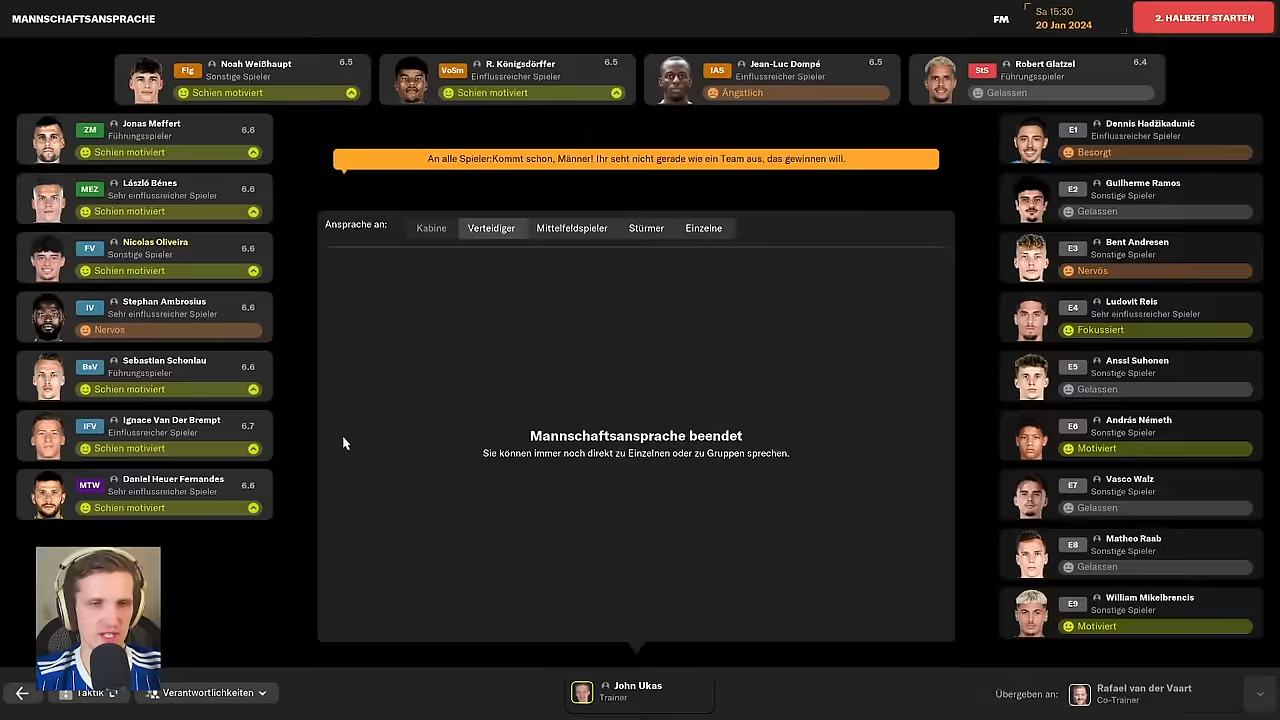 MANNSCHAFTSANSPRACHE
FM
Sa 15:30
20 Jan 2024
2. HALBZEIT STARTEN
Flg
Noah Weißhaupt
6.5
Sonstige Spieler
Schien motiviert
VoSm
R. Königsdörffer
6.5
Einflussreicher Spieler
Schien motiviert
IAS
Jean-Luc Dompé
6.5
Einflussreicher Spieler
Ängstlich
StS
Robert Glatzel
6.4
Führungsspieler
Gelassen
ZM
Jonas Meffert
6.6
Führungsspieler
Schien motiviert
MEZ
László Bénes
6.6
Sehr einflussreicher Spieler
Schien motiviert
FV
Nicolas Oliveira
6.6
Sonstige Spieler
Schien motiviert
IV
Stephan Ambrosius
6.6
Sehr einflussreicher Spieler
Nervös
BsV
Sebastian Schonlau
6.6
Führungsspieler
Schien motiviert
IFV
Ignace Van Der Brempt
6.7
Einflussreicher Spieler
Schien motiviert
MTW
Daniel Heuer Fernandes
6.6
Sehr einflussreicher Spieler
Schien motiviert
An alle Spieler:Kommt schon, Männer! Ihr seht nicht gerade wie ein Team aus, das gewinnen will.
Ansprache an:
Kabine
Verteidiger
Mittelfeldspieler
Stürmer
Einzelne
Mannschaftsansprache beendet
Sie können immer noch direkt zu Einzelnen oder zu Gruppen sprechen.
E1
Dennis Hadžikadunić
Einflussreicher Spieler
Besorgt
E2
Guilherme Ramos
Sonstige Spieler
Gelassen
E3
Bent Andresen
Sonstige Spieler
Nervös
E4
Ludovit Reis
Sehr einflussreicher Spieler
Fokussiert
E5
Anssi Suhonen
Sonstige Spieler
Gelassen
E6
András Németh
Sonstige Spieler
Motiviert
E7
Vasco Walz
Sonstige Spieler
Gelassen
E8
Matheo Raab
Sonstige Spieler
Gelassen
E9
William Mikelbrencis
Sonstige Spieler
Motiviert
Taktik
Verantwortlichkeiten
John Ukas
Trainer
Übergeben an:
Rafael van der Vaart
Co-Trainer